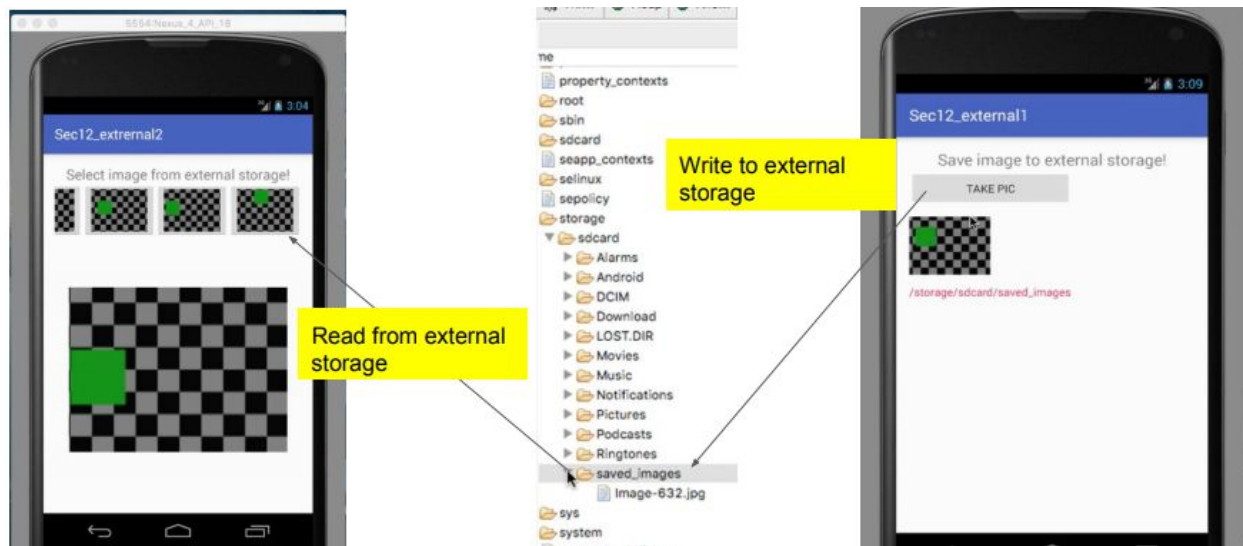 5554:Nexus_4_API_18
3:04
Sec12_extrernal2
Select image from external storage!
Read from external
storage
me
property_contexts
root
sbin
sdcard
seapp_contexts
selinux
sepolicy
storage
sdcard
Alarms
Android
DCIM
Download
LOST.DIR
Movies
Music
Notifications
Pictures
Podcasts
Ringtones
saved_images
Image-632.jpg
sys
system
Write to external
storage
3:09
Sec12_external1
Save image to external storage!
TAKE PIC
/storage/sdcard/saved_images